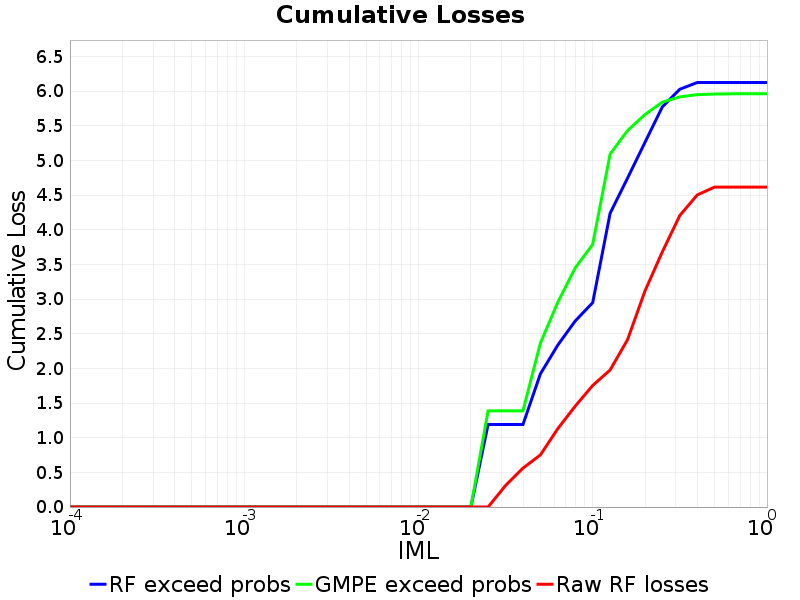 Cumulative Losses
Cumulative Loss
6.5
6.0
5.5
5.0
4.5
4.0
3.5
3.0
2.5
2.0
1.5
1.0
0.5
0.0
10^-4 10^-3 10^-2 10^-1 10^0
IML
RF exceed probs GMPE exceed probs Raw RF losses